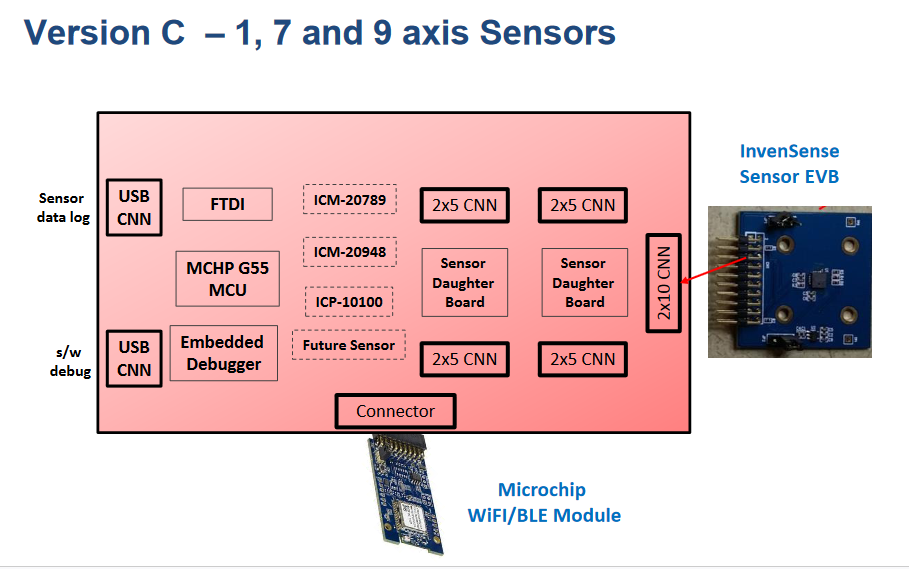 Version C – 1, 7 and 9 axis Sensors
InvenSense
Sensor EVB
Sensor
data log
USB
CNN
FTDI
ICM-20789
2x5 CNN
2x5 CNN
MCHP G55
MCU
ICM-20948
ICP-10100
Sensor
Daughter
Board
Sensor
Daughter
Board
2x10 CNN
s/w
debug
USB
CNN
Embedded
Debugger
Future Sensor
2x5 CNN
2x5 CNN
Connector
Microchip
WiFI/BLE Module